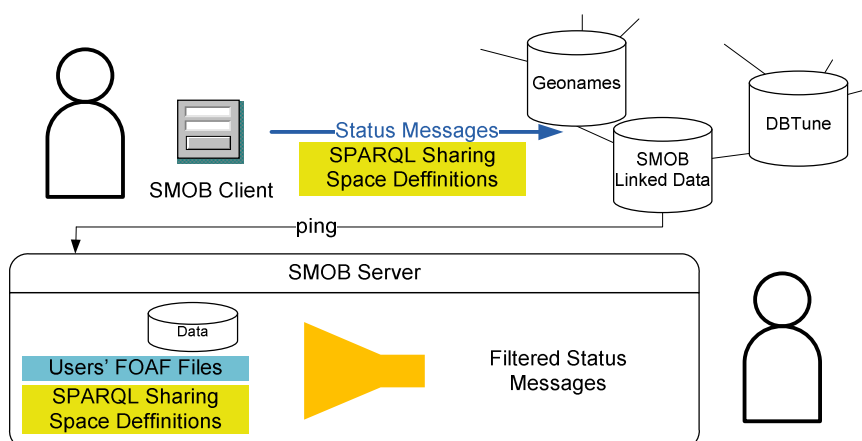 Geonames
DBTune
SMOB Client
Status Messages
SPARQL Sharing
Space Deffinitions
SMOB
Linked Data
ping
SMOB Server
Data
Users' FOAF Files
SPARQL Sharing
Space Deffinitions
Filtered Status
Messages